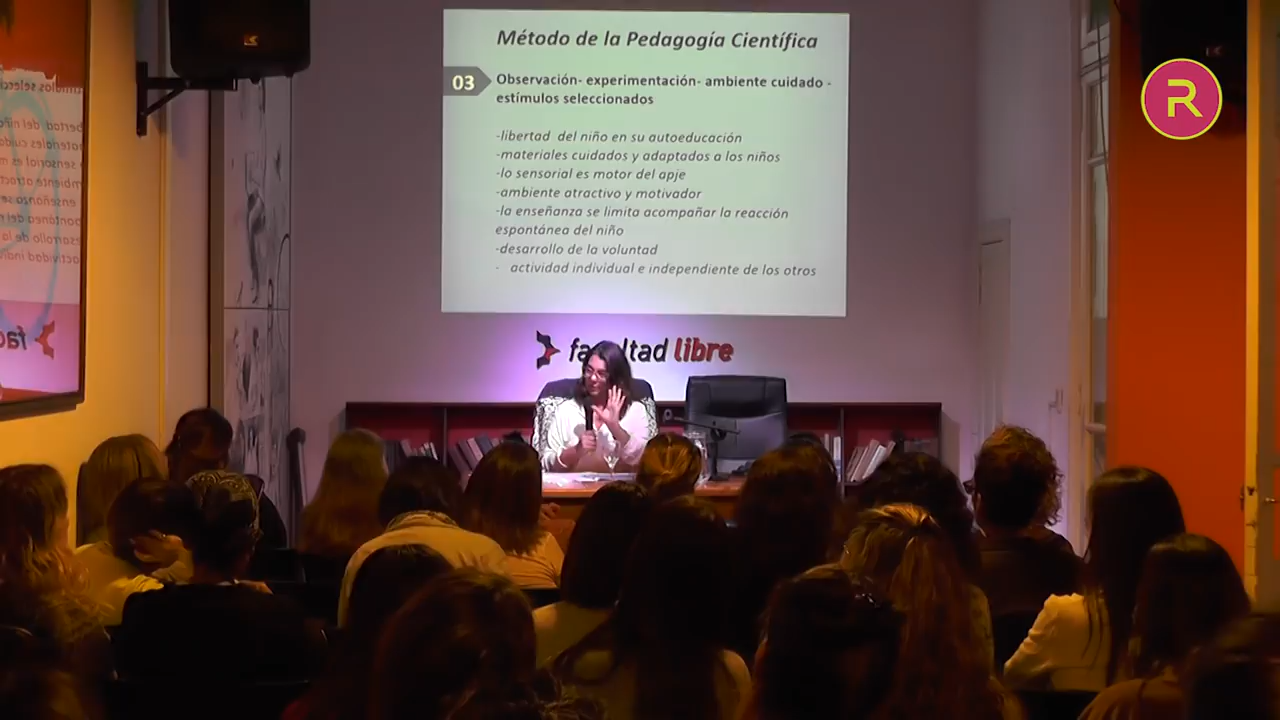 Método de la Pedagogía Científica
03
Observación- experimentación- ambiente cuidado -
estímulos seleccionados
-libertad del niño en su autoeducación
-materiales cuidados y adaptados a los niños
-lo sensorial es motor del apje
-ambiente atractivo y motivador
-la enseñanza se limita acompañar la reacción
espontánea del niño
-desarrollo de la voluntad
- actividad individual e independiente de los otros
facultad libre
R